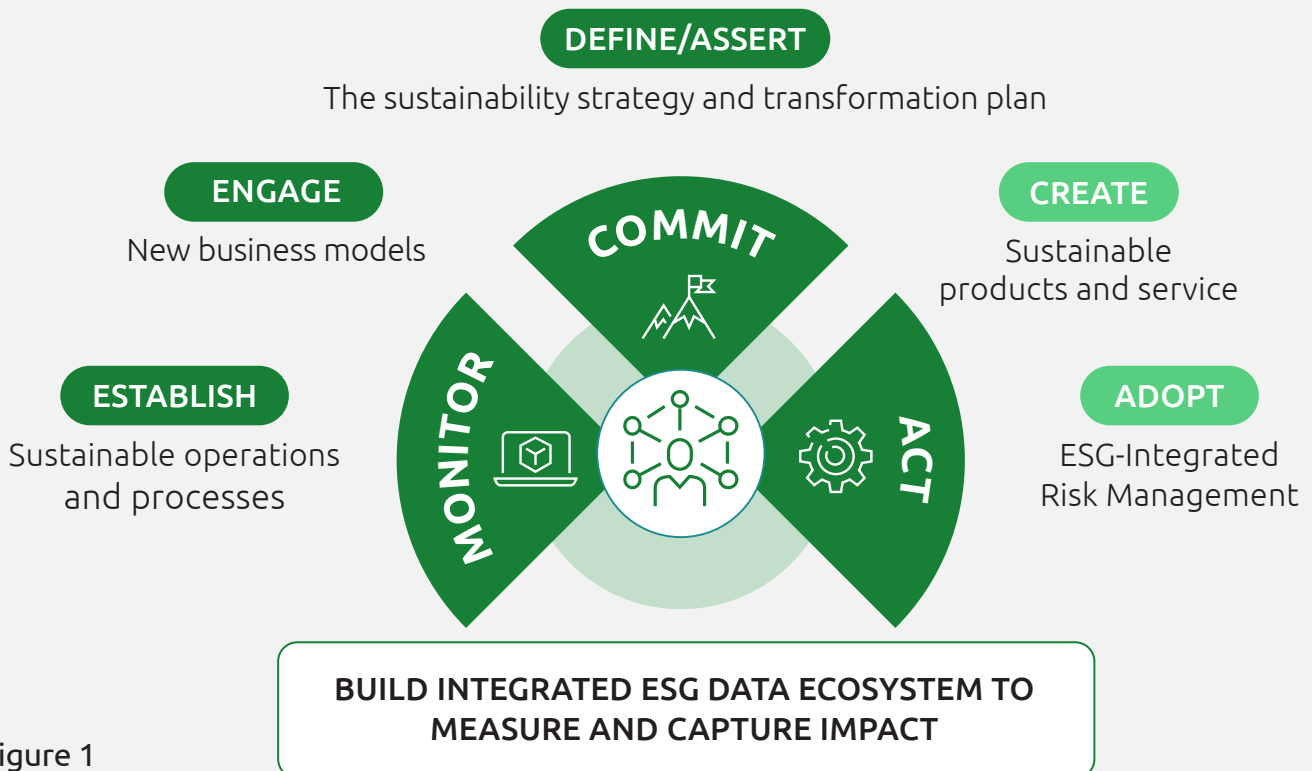 DEFINE/ASSERT
The sustainability strategy and transformation plan
ENGAGE
New business models
CREATE
Sustainable
products and service
ESTABLISH
Sustainable operations
and processes
ADOPT
ESG-Integrated
Risk Management
COMMIT
MONITOR
ACT
BUILD INTEGRATED ESG DATA ECOSYSTEM TO
MEASURE AND CAPTURE IMPACT
igure 1